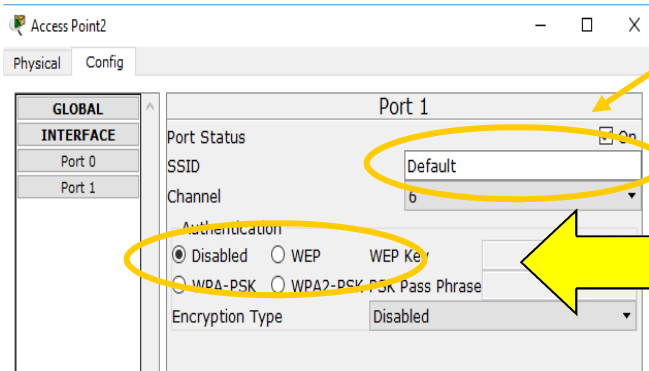 Access Point2
Physical Config
GLOBAL
INTERFACE
Port 0
Port 1
Port 1
Port Status On
SSID Default
Channel 6
Authentication
Disabled WEP WEP Key
WPA-PSK WPA2-PSK PSK Pass Phrase
Encryption Type Disabled